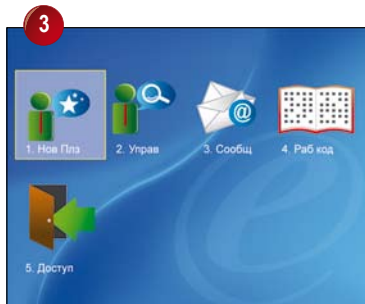 3
1. Нов Плз
2. Управ
3. Сообщ
4. Раб код
5. Доступ